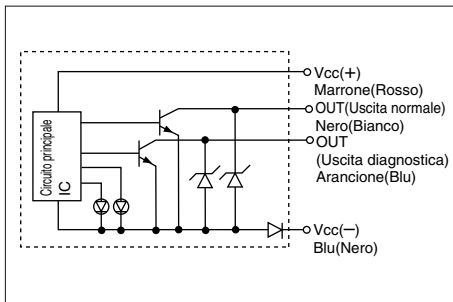 Circuito principale
IC
Vcc(+)
Marrone(Rosso)
OUT(Uscita normale)
Nero(Bianco)
OUT
(Uscita diagnostica)
Arancione(Blu)
Vcc(−)
Blu(Nero)